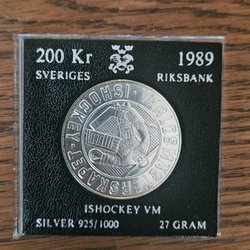 200 Kr 1989
SVERIGES RIKSBANK
ISHOCKEY
ISHOCKEY VM
SILVER 925/1000 27 GRAM